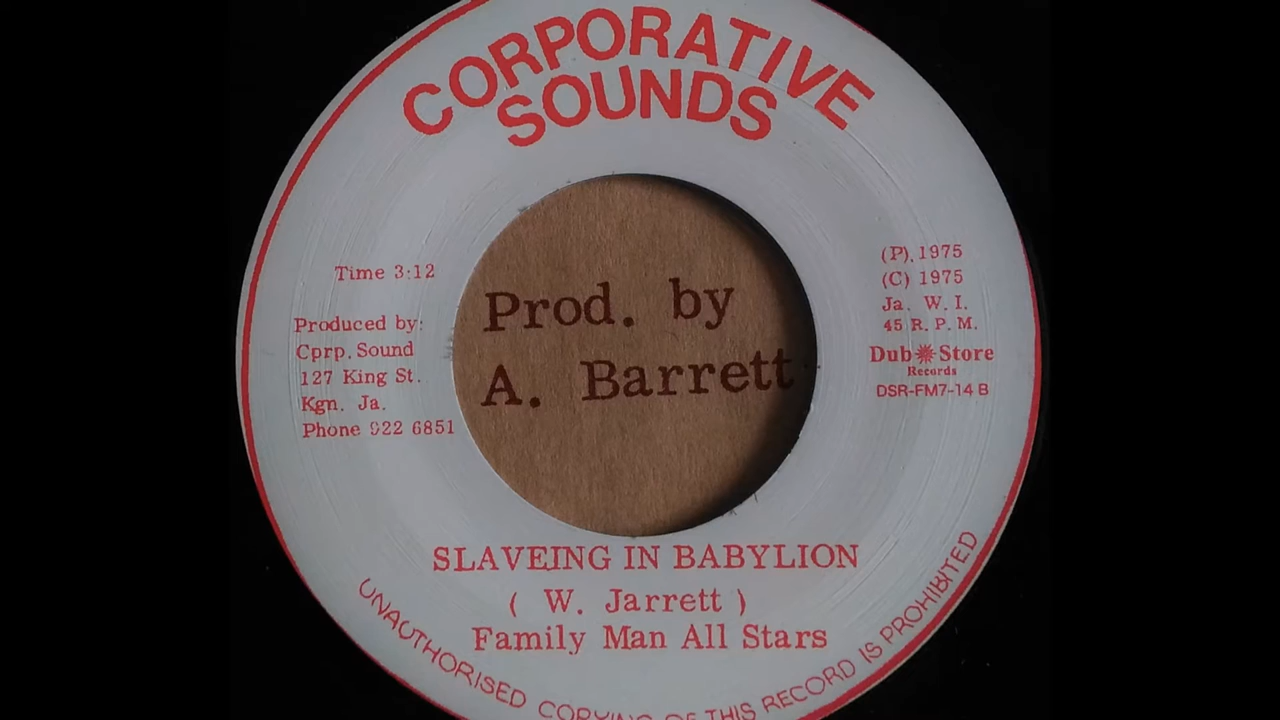 CORPORATIVE
SOUNDS
Time 3:12
Produced by:
Cprp. Sound
127 King St.
Kgn. Ja.
Phone 922 6851
Prod. by
A. Barrett
(P). 1975
(C) 1975
Ja. W. I.
45 R. P. M.
Dub Store
Records
DSR-FM7-14 B
SLAVEING IN BABYLION
( W. Jarrett )
Family Man All Stars
UNAUTHORISED COPYING OF THIS RECORD IS PROHIBITED